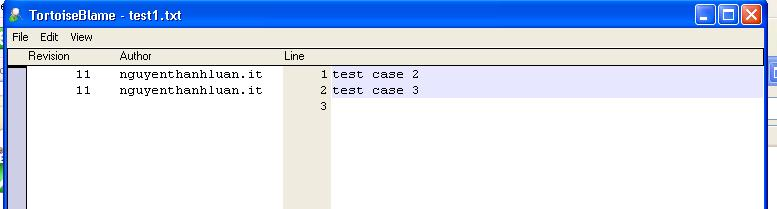 TortoiseBlame - test1.txt
File Edit View
Revision Author Line
11 nguyenthanhluan.it 1 test case 2
11 nguyenthanhluan.it 2 test case 3
3